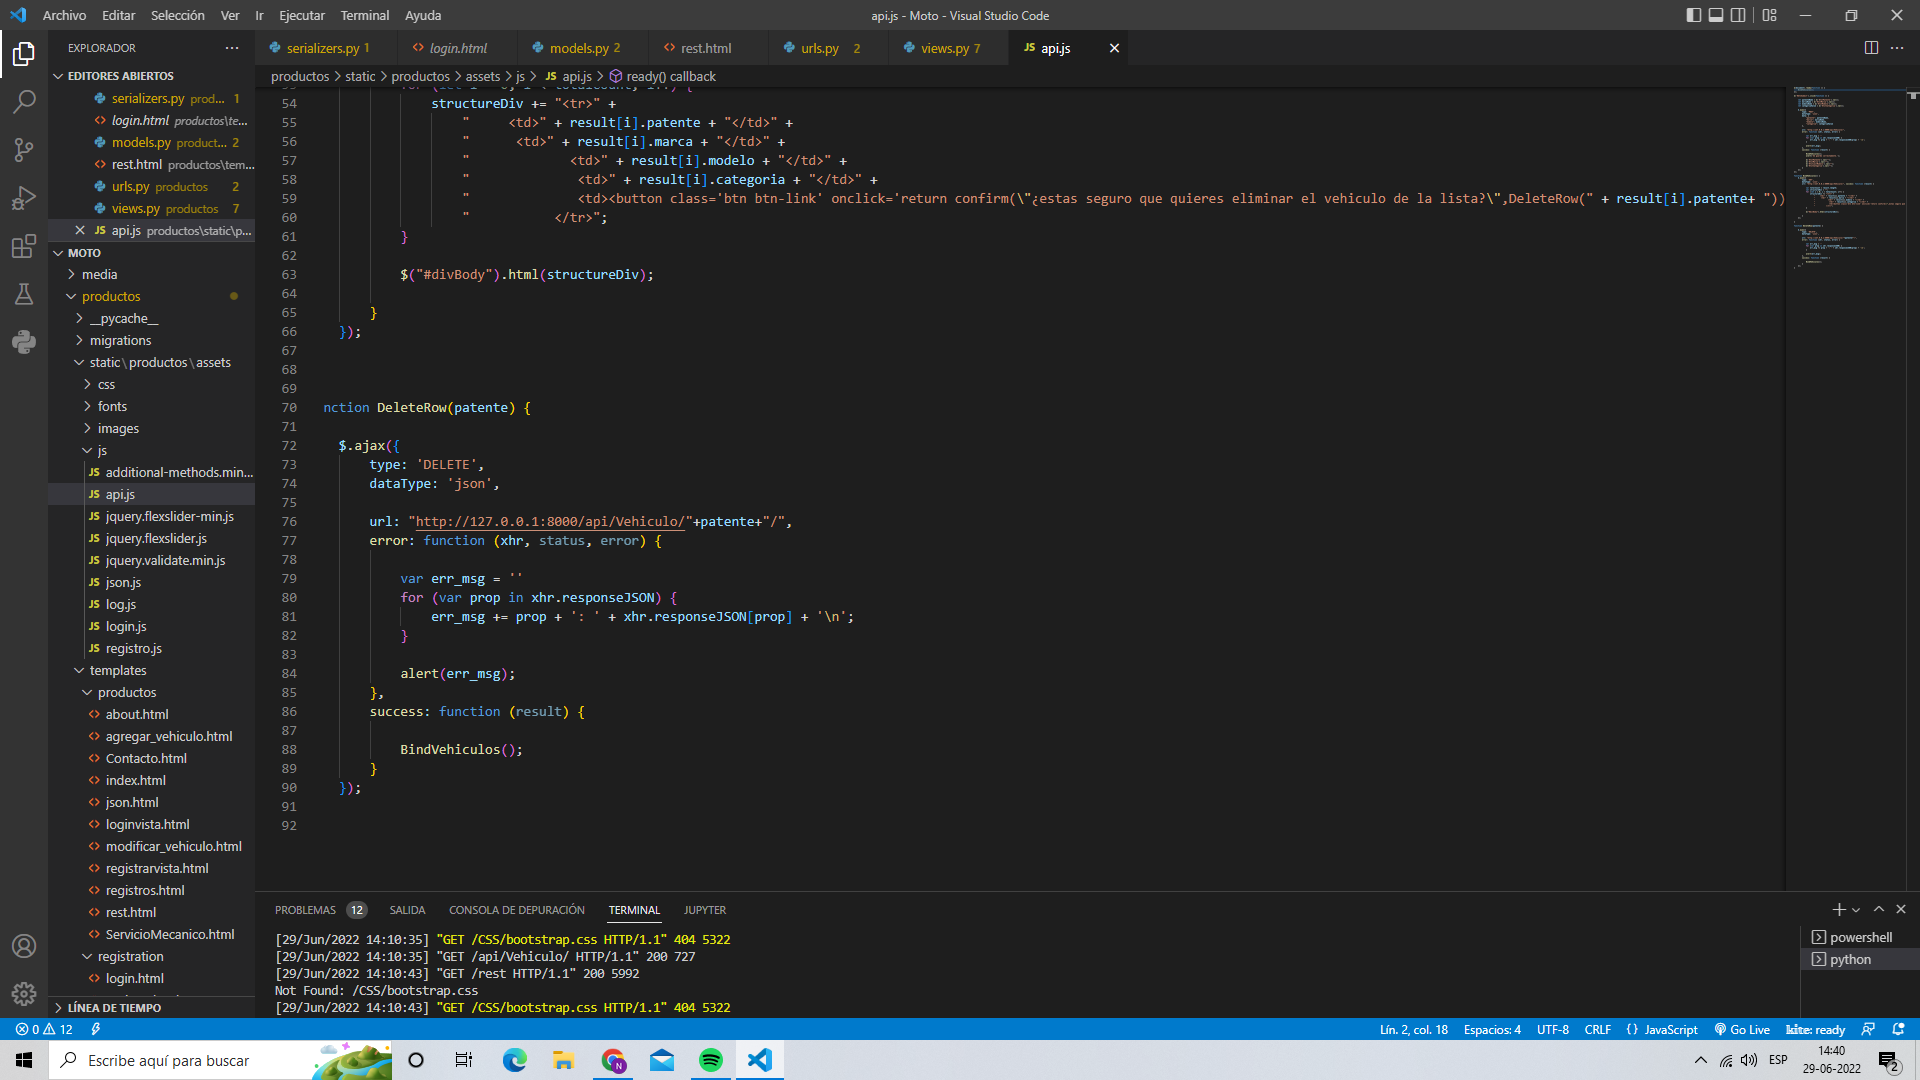 Archivo Editar Selección Ver Ir Ejecutar Terminal Ayuda
api.js - Moto - Visual Studio Code
EXPLORADOR
EDITORES ABIERTOS
serializers.py prod... 1
login.html productos\te...
models.py product... 2
rest.html productos\tem...
urls.py productos 2
views.py productos 7
JS api.js productos\static\p...
MOTO
media
productos
__pycache__
migrations
static\productos\assets
css
fonts
images
js
JS additional-methods.min...
JS api.js
JS jquery.flexslider-min.js
JS jquery.flexslider.js
JS jquery.validate.min.js
JS json.js
JS log.js
JS login.js
JS registro.js
templates
productos
about.html
agregar_vehiculo.html
Contacto.html
index.html
json.html
loginvista.html
modificar_vehiculo.html
registrarvista.html
registros.html
rest.html
ServicioMecanico.html
registration
login.html
LÍNEA DE TIEMPO
serializers.py 1 login.html models.py 2 rest.html urls.py 2 views.py 7 JS api.js
productos > static > productos > assets > js > JS api.js > ready() callback
54 structureDiv += "<tr>" +
55 " <td>" + result[i].patente + "</td>" +
56 " <td>" + result[i].marca + "</td>" +
57 " <td>" + result[i].modelo + "</td>" +
58 " <td>" + result[i].categoria + "</td>" +
59 " <td><button class='btn btn-link' onclick='return confirm(\"¿estas seguro que quieres eliminar el vehiculo de la lista?\",DeleteRow(" + result[i].patente+ "))
60 " </tr>";
61 }
62
63 $("#divBody").html(structureDiv);
64
65 }
66 });
67
68
69
70 nction DeleteRow(patente) {
71
72 $.ajax({
73 type: 'DELETE',
74 dataType: 'json',
75
76 url: "http://127.0.0.1:8000/api/Vehiculo/"+patente+"/",
77 error: function (xhr, status, error) {
78
79 var err_msg = ''
80 for (var prop in xhr.responseJSON) {
81 err_msg += prop + ': ' + xhr.responseJSON[prop] + '\n';
82 }
83
84 alert(err_msg);
85 },
86 success: function (result) {
87
88 BindVehiculos();
89 }
90 });
91
92
PROBLEMAS 12 SALIDA CONSOLA DE DEPURACIÓN TERMINAL JUPYTER
[29/Jun/2022 14:10:35] "GET /CSS/bootstrap.css HTTP/1.1" 404 5322
[29/Jun/2022 14:10:35] "GET /api/Vehiculo/ HTTP/1.1" 200 727
[29/Jun/2022 14:10:43] "GET /rest HTTP/1.1" 200 5992
Not Found: /CSS/bootstrap.css
[29/Jun/2022 14:10:43] "GET /CSS/bootstrap.css HTTP/1.1" 404 5322
powershell
python
0 12
Lín. 2, col. 18 Espacios: 4 UTF-8 CRLF {} JavaScript Go Live kite: ready
Escribe aquí para buscar
N
ESP
14:40
29-06-2022
2